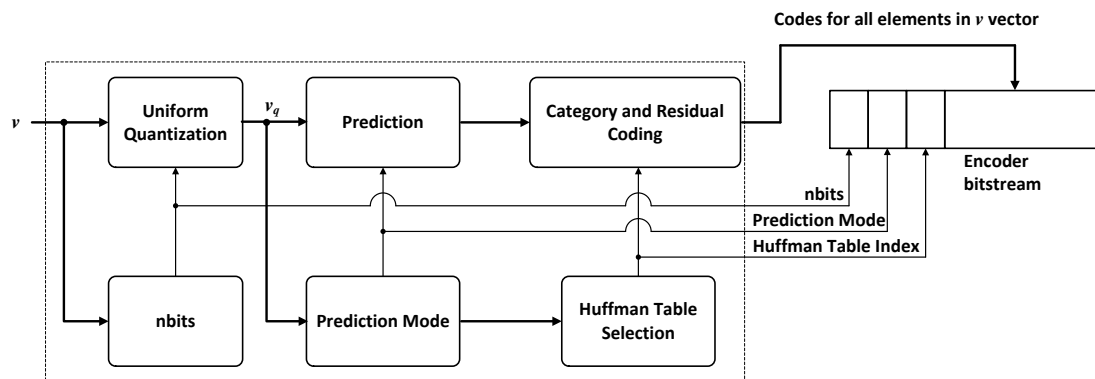 Codes for all elements in v vector
v
Uniform
Quantization
vq
Prediction
Category and Residual
Coding
Encoder
bitstream
nbits
Prediction Mode
Huffman Table Index
nbits
Prediction Mode
Huffman Table
Selection